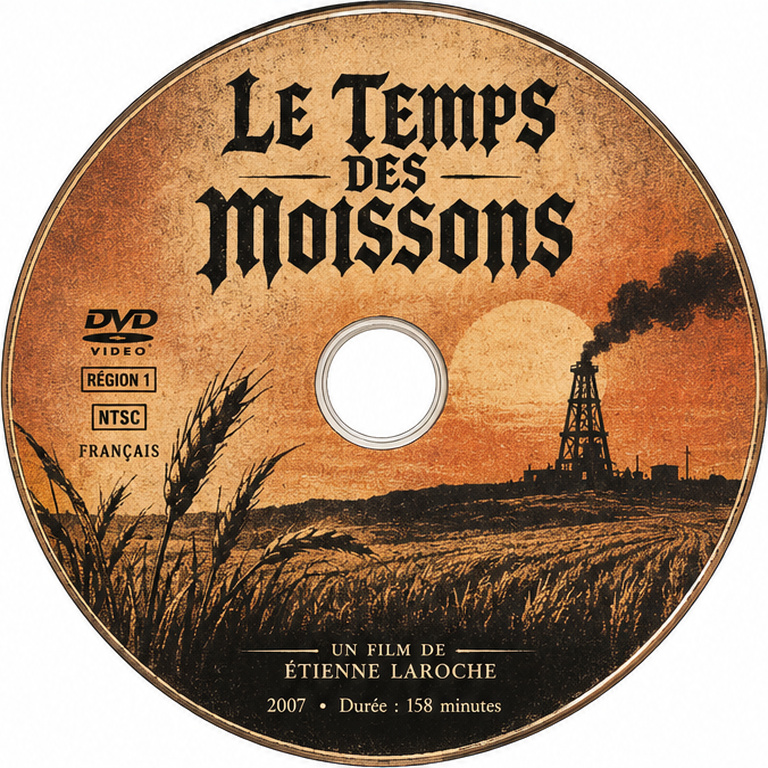 Le Temps
des
Moissons
DVD
VIDEO
RÉGION 1
NTSC
FRANÇAIS
UN FILM DE
ÉTIENNE LAROCHE
2007 • Durée : 158 minutes